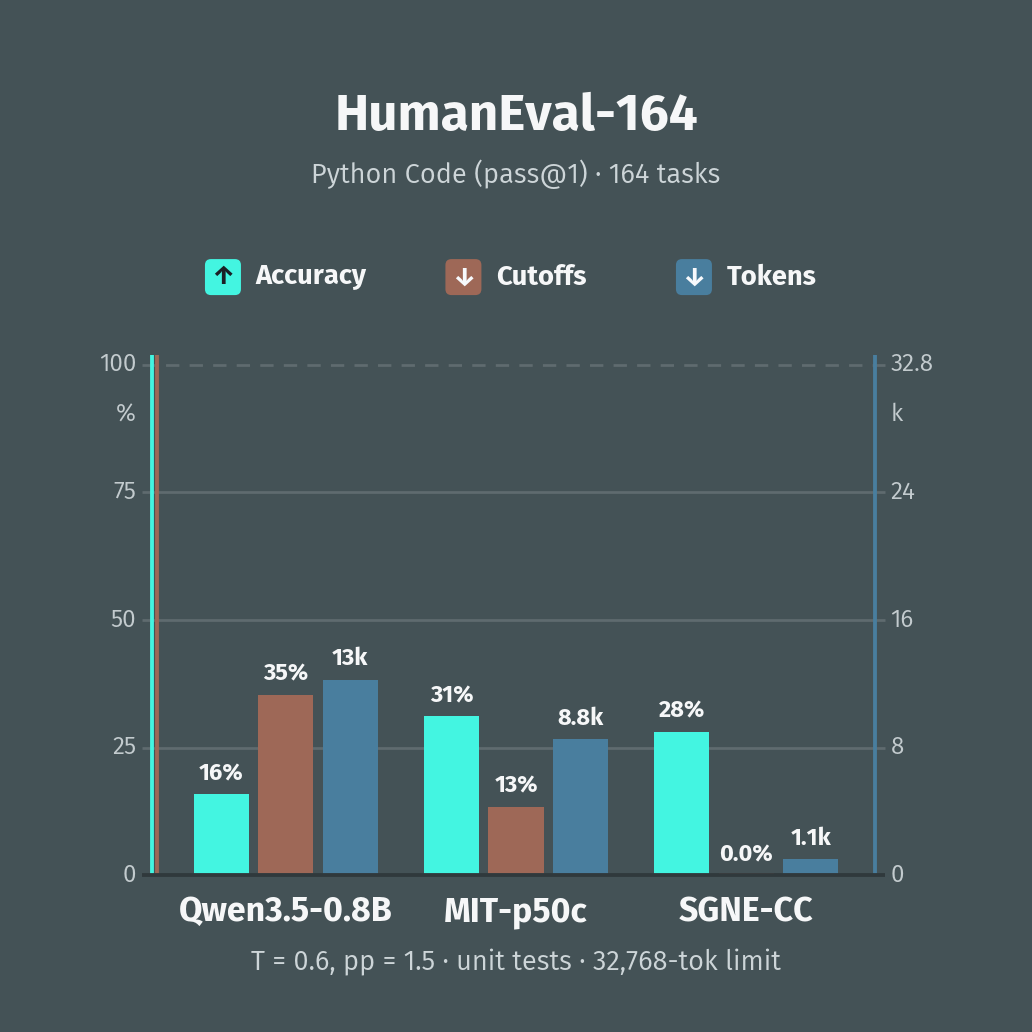 HumanEval-164
Python Code (pass@1) · 164 tasks
↑ Accuracy ↓ Cutoffs ↓ Tokens
100 32.8
% k
75 24
50 16
25 8
0 0
16% 35% 13k 31% 13% 8.8k 28% 0.0% 1.1k
Qwen3.5-0.8B MIT-p50c SGNE-CC
T = 0.6, pp = 1.5 · unit tests · 32,768-tok limit